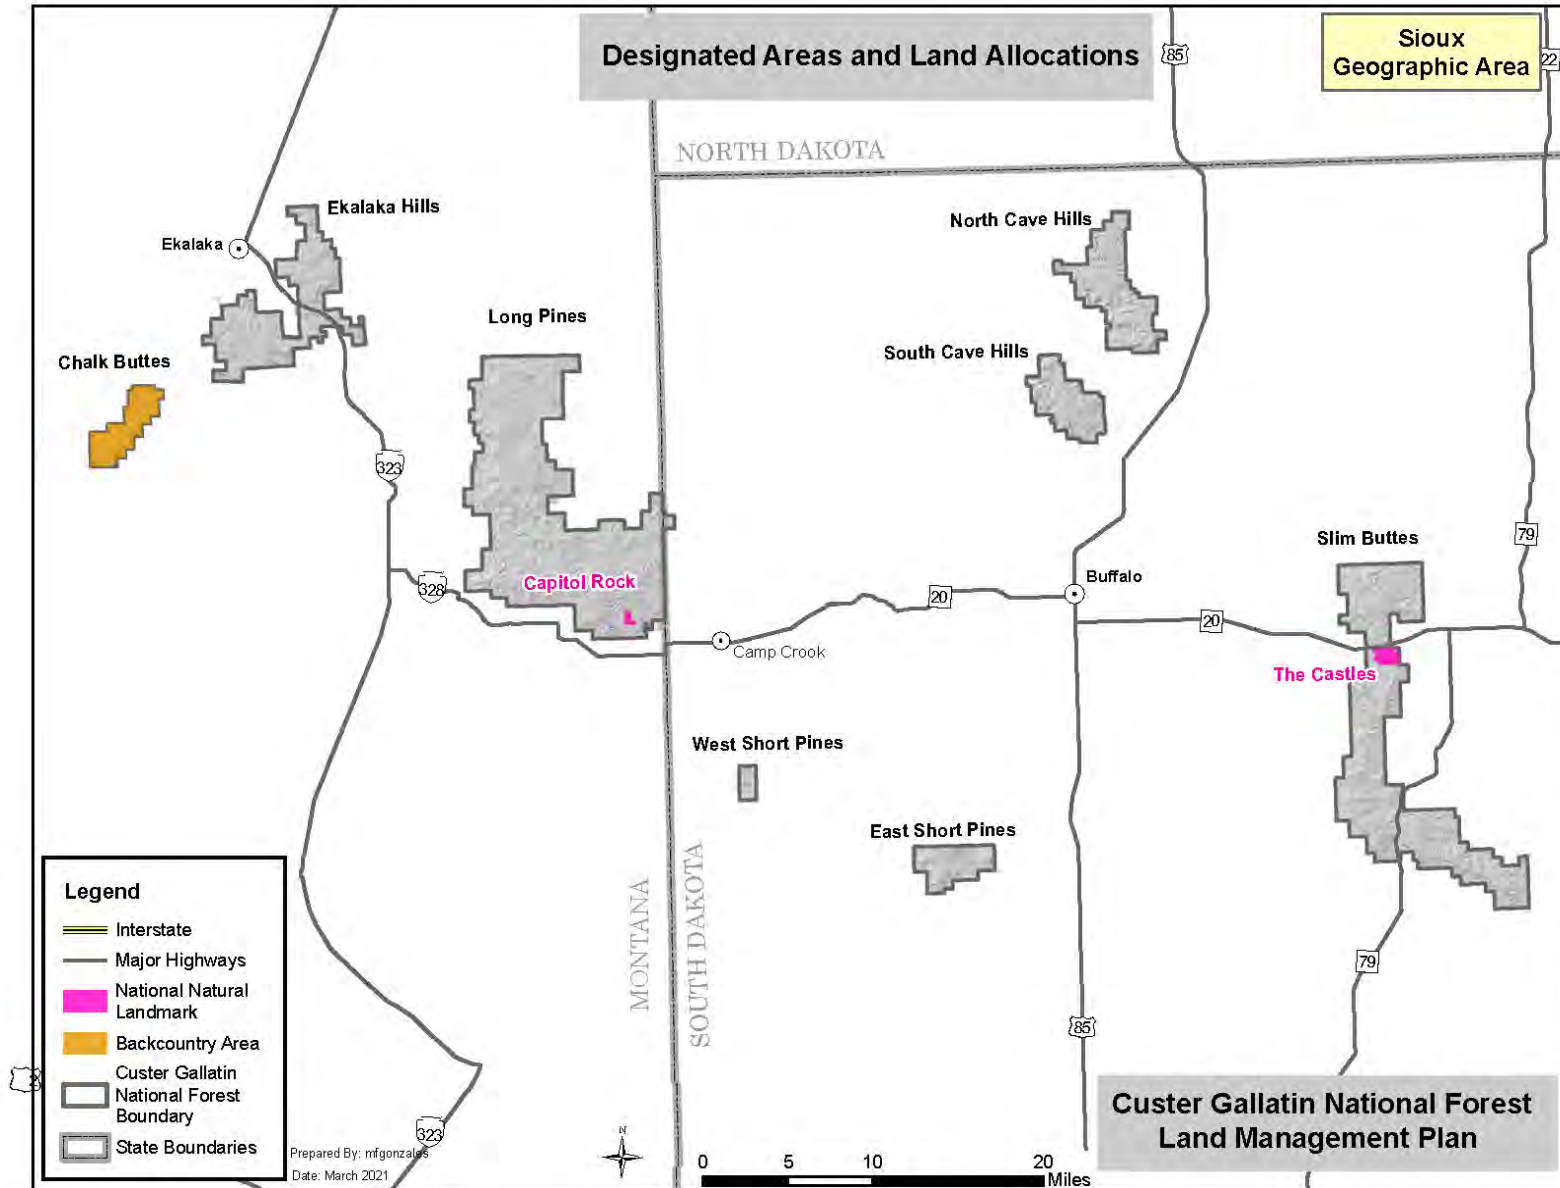 Designated Areas and Land Allocations
Sioux
Geographic Area
85
22
NORTH DAKOTA
Ekalaka Hills
North Cave Hills
Ekalaka
Long Pines
South Cave Hills
Chalk Buttes
323
79
Slim Buttes
328
Capitol Rock
20
Buffalo
20
Camp Crook
The Castles
West Short Pines
East Short Pines
MONTANA
SOUTH DAKOTA
79
85
323
Legend
Interstate
Major Highways
National Natural
Landmark
Backcountry Area
Custer Gallatin
National Forest
Boundary
State Boundaries
Prepared By: mfgonzales
Date: March 2021
N
0 5 10 20
Miles
Custer Gallatin National Forest
Land Management Plan